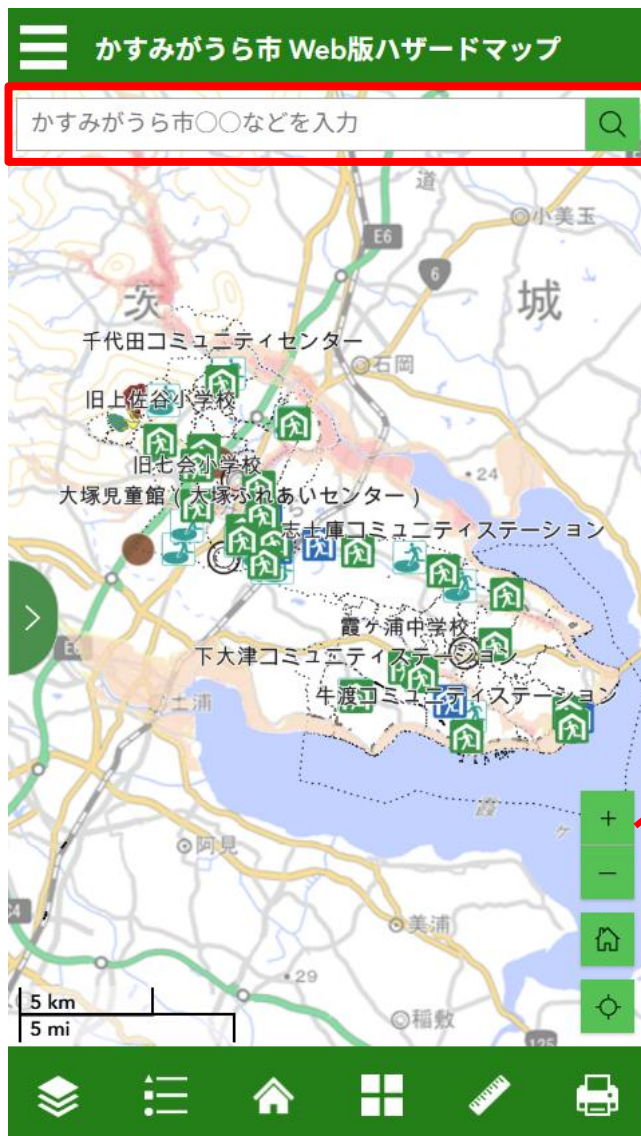 かすみがうら市 Web版ハザードマップ
かすみがうら市○○などを入力
道
◎小美玉
E6
6
茨
城
千代田コミュニティセンター
◎石岡
旧上佐谷小学校
旧七会小学校
・24
大塚児童館(大塚ふれあいセンター)
志士庫コミュニティステーション
霞ヶ浦中学校
E6
下大津コミュニティステーション
土浦
牛渡コミュニティステーション
霞
ヶ
+
◎阿見
−
◎美浦
・29
5 km
◎稲敷
5 mi
125